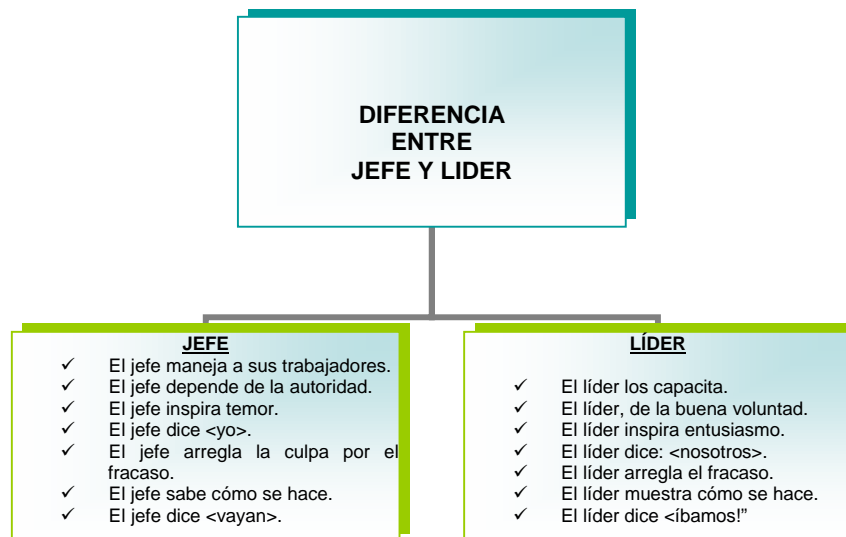 DIFERENCIA
ENTRE
JEFE Y LIDER
JEFE
✓ El jefe maneja a sus trabajadores.
✓ El jefe depende de la autoridad.
✓ El jefe inspira temor.
✓ El jefe dice <yo>.
✓ El jefe arregla la culpa por el
fracaso.
✓ El jefe sabe cómo se hace.
✓ El jefe dice <vayan>.
LÍDER
✓ El líder los capacita.
✓ El líder, de la buena voluntad.
✓ El líder inspira entusiasmo.
✓ El líder dice: <nosotros>.
✓ El líder arregla el fracaso.
✓ El líder muestra cómo se hace.
✓ El líder dice <íbamos!”